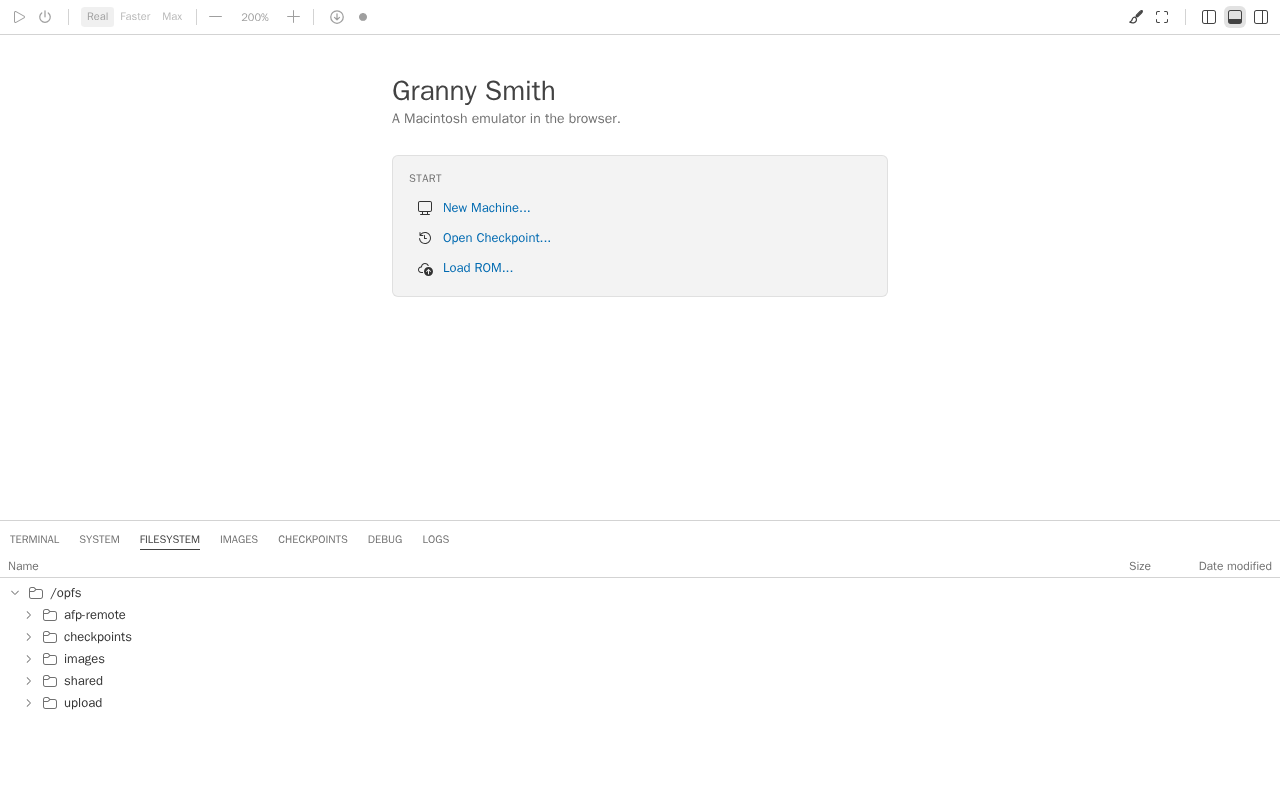 Real Faster Max 200%
Granny Smith
A Macintosh emulator in the browser.
START
New Machine...
Open Checkpoint...
Load ROM...
TERMINAL SYSTEM FILESYSTEM IMAGES CHECKPOINTS DEBUG LOGS
Name Size Date modified
/opfs
afp-remote
checkpoints
images
shared
upload